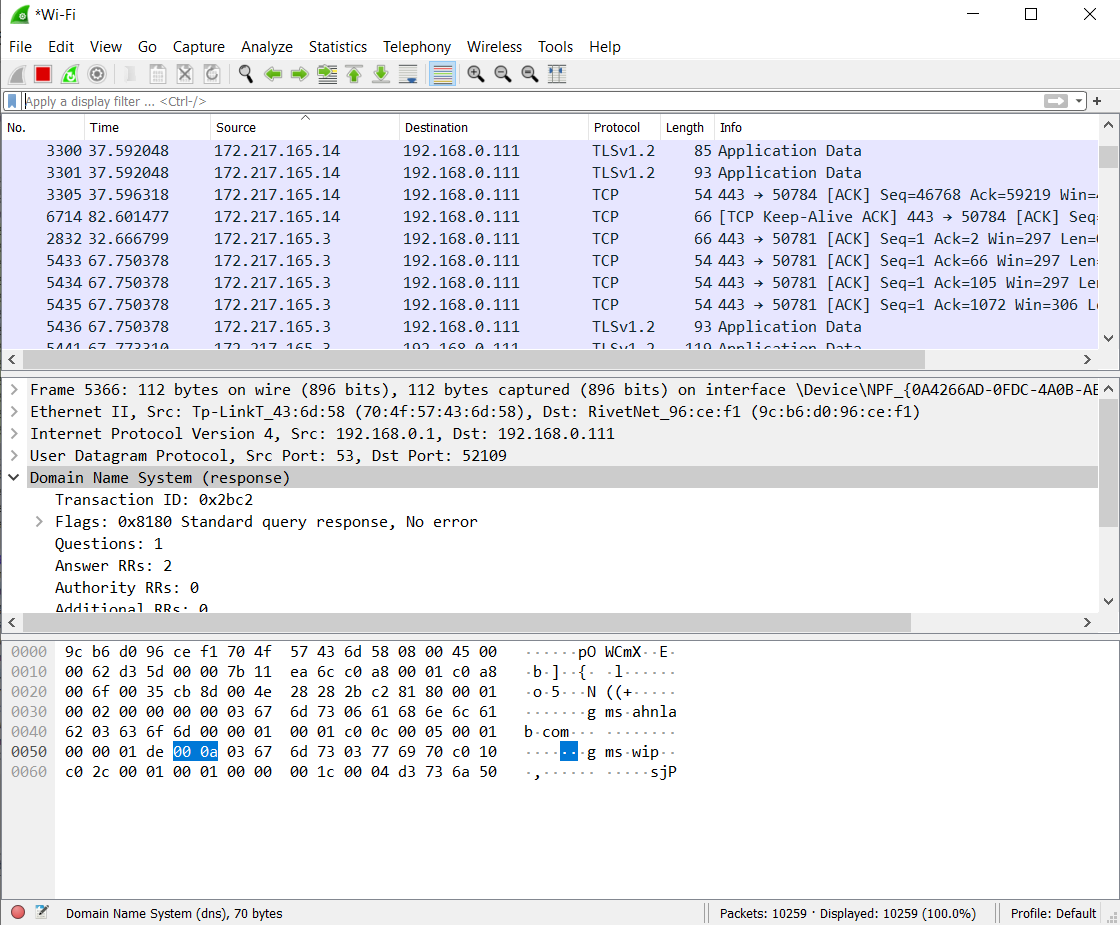 *Wi-Fi
File Edit View Go Capture Analyze Statistics Telephony Wireless Tools Help
Apply a display filter ... <Ctrl-/>
No. Time Source Destination Protocol Length Info
3300 37.592048 172.217.165.14 192.168.0.111 TLSv1.2 85 Application Data
3301 37.592048 172.217.165.14 192.168.0.111 TLSv1.2 93 Application Data
3305 37.596318 172.217.165.14 192.168.0.111 TCP 54 443 → 50784 [ACK] Seq=46768 Ack=59219 Win=
6714 82.601477 172.217.165.14 192.168.0.111 TCP 66 [TCP Keep-Alive ACK] 443 → 50784 [ACK] Seq
2832 32.666799 172.217.165.3 192.168.0.111 TCP 66 443 → 50781 [ACK] Seq=1 Ack=2 Win=297 Len=
5433 67.750378 172.217.165.3 192.168.0.111 TCP 54 443 → 50781 [ACK] Seq=1 Ack=66 Win=297 Len
5434 67.750378 172.217.165.3 192.168.0.111 TCP 54 443 → 50781 [ACK] Seq=1 Ack=105 Win=297 Le
5435 67.750378 172.217.165.3 192.168.0.111 TCP 54 443 → 50781 [ACK] Seq=1 Ack=1072 Win=306 L
5436 67.750378 172.217.165.3 192.168.0.111 TLSv1.2 93 Application Data
5441 67.773310 172.217.165.3 192.168.0.111 TLSv1.2 119 Application Data
Frame 5366: 112 bytes on wire (896 bits), 112 bytes captured (896 bits) on interface \Device\NPF_{0A4266AD-0FDC-4A0B-AE
Ethernet II, Src: Tp-LinkT_43:6d:58 (70:4f:57:43:6d:58), Dst: RivetNet_96:ce:f1 (9c:b6:d0:96:ce:f1)
Internet Protocol Version 4, Src: 192.168.0.1, Dst: 192.168.0.111
User Datagram Protocol, Src Port: 53, Dst Port: 52109
Domain Name System (response)
Transaction ID: 0x2bc2
Flags: 0x8180 Standard query response, No error
Questions: 1
Answer RRs: 2
Authority RRs: 0
Additional RRs: 0
0000 9c b6 d0 96 ce f1 70 4f 57 43 6d 58 08 00 45 00 ······pO WCmX··E·
0010 00 62 d3 5d 00 00 7b 11 ea 6c c0 a8 00 01 c0 a8 ·b·]··{· ·l······
0020 00 6f 00 35 cb 8d 00 4e 28 28 2b c2 81 80 00 01 ·o·5···N ((+·····
0030 00 02 00 00 00 00 03 67 6d 73 06 61 68 6e 6c 61 ·······g ms·ahnla
0040 62 03 63 6f 6d 00 00 01 00 01 c0 0c 00 05 00 01 b·com··· ········
0050 00 00 01 de 00 0a 03 67 6d 73 03 77 69 70 c0 10 ·······g ms·wip··
0060 c0 2c 00 01 00 01 00 00 00 1c 00 04 d3 73 6a 50 ·,······ ·····sjP
Domain Name System (dns), 70 bytes Packets: 10259 · Displayed: 10259 (100.0%) Profile: Default